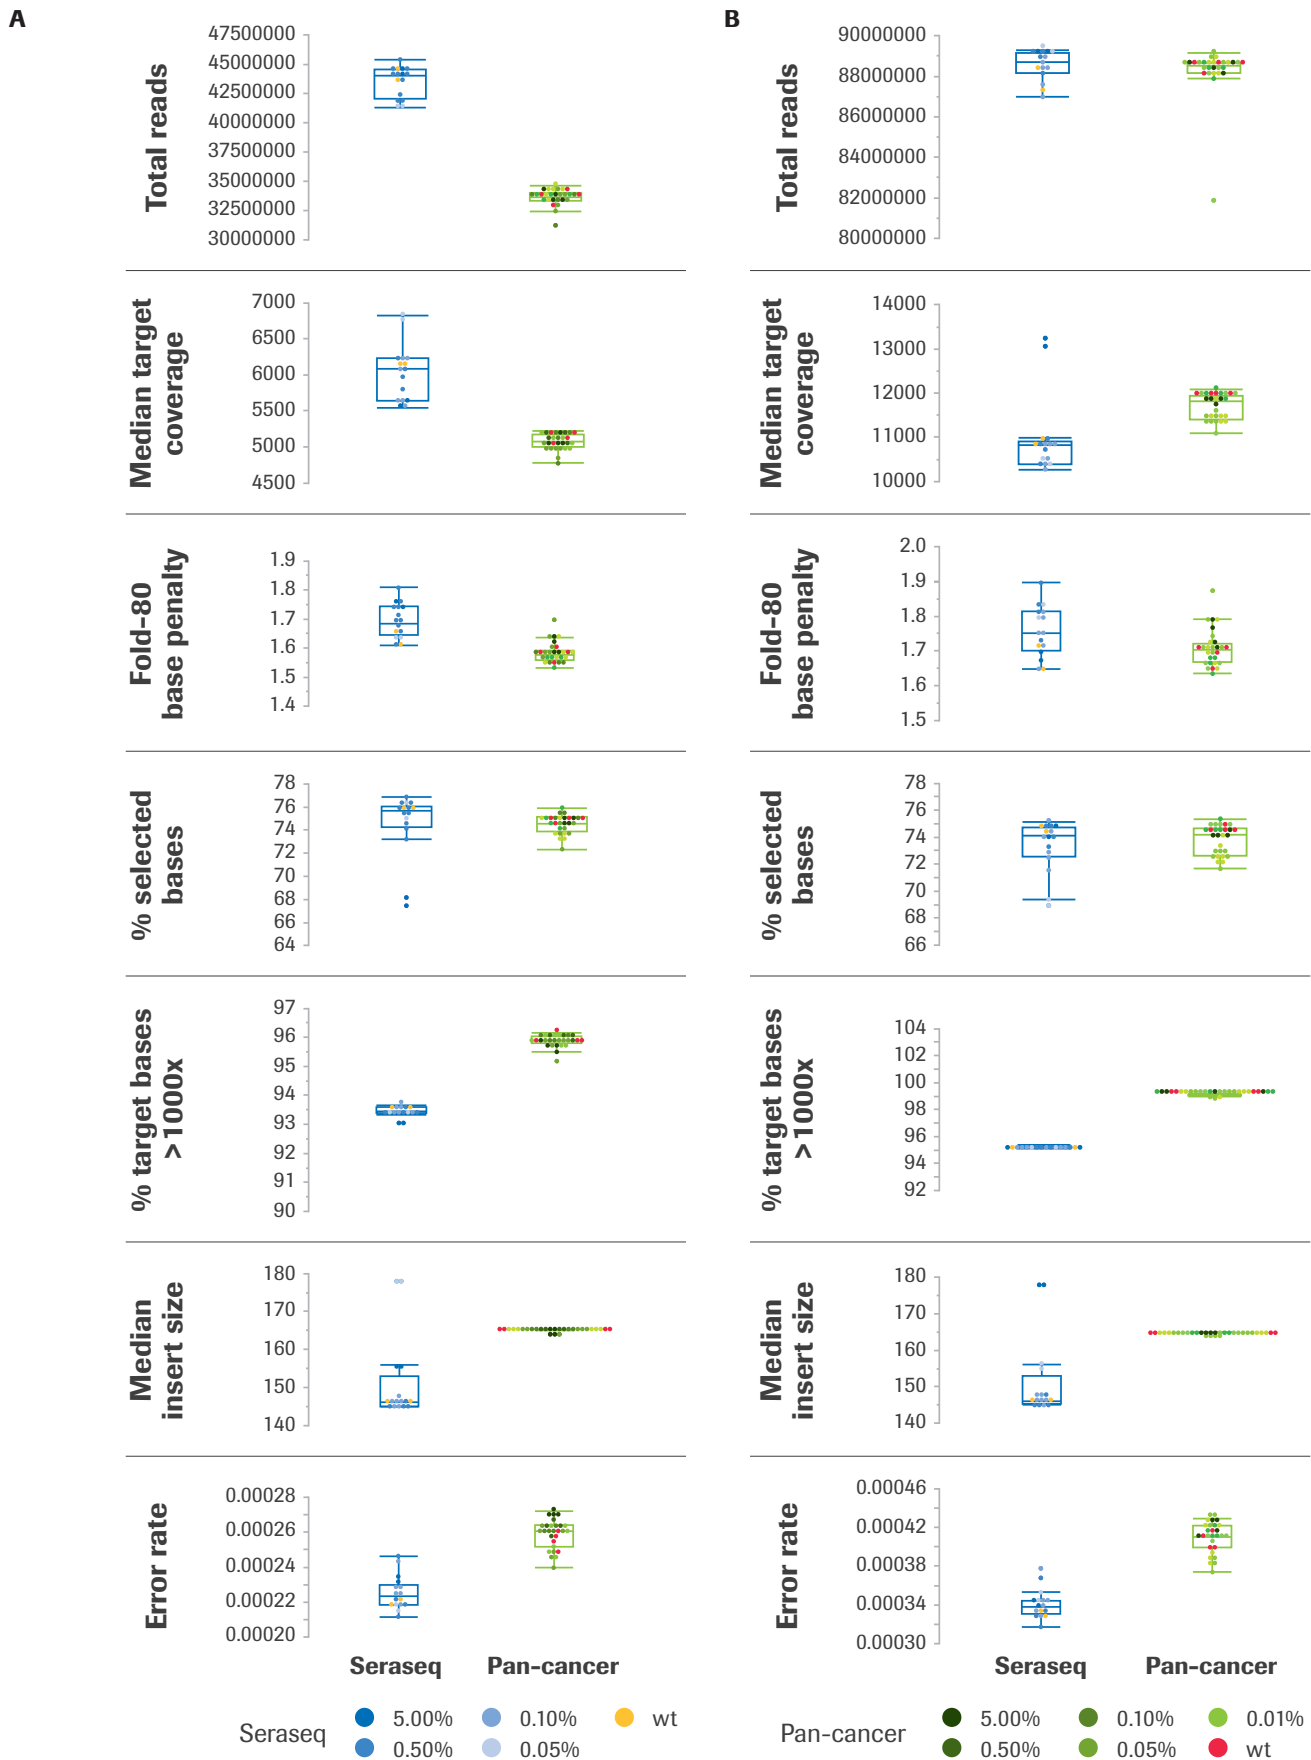 A
Total reads
47500000
45000000
42500000
40000000
37500000
35000000
32500000
30000000
Median target
coverage
7000
6500
6000
5500
5000
4500
Fold-80
base penalty
1.9
1.8
1.7
1.6
1.5
1.4
% selected
bases
78
76
74
72
70
68
66
64
% target bases
>1000x
97
96
95
94
93
92
91
90
Median
insert size
180
170
160
150
140
Error rate
0.00028
0.00026
0.00024
0.00022
0.00020
Seraseq
Pan-cancer
B
Total reads
90000000
88000000
86000000
84000000
82000000
80000000
Median target
coverage
14000
13000
12000
11000
10000
Fold-80
base penalty
2.0
1.9
1.8
1.7
1.6
1.5
% selected
bases
78
76
74
72
70
68
66
% target bases
>1000x
104
102
100
98
96
94
92
Median
insert size
180
170
160
150
140
Error rate
0.00046
0.00042
0.00038
0.00034
0.00030
Seraseq
Pan-cancer
Seraseq
5.00%
0.10%
wt
0.50%
0.05%
Pan-cancer
5.00%
0.10%
0.01%
0.50%
0.05%
wt